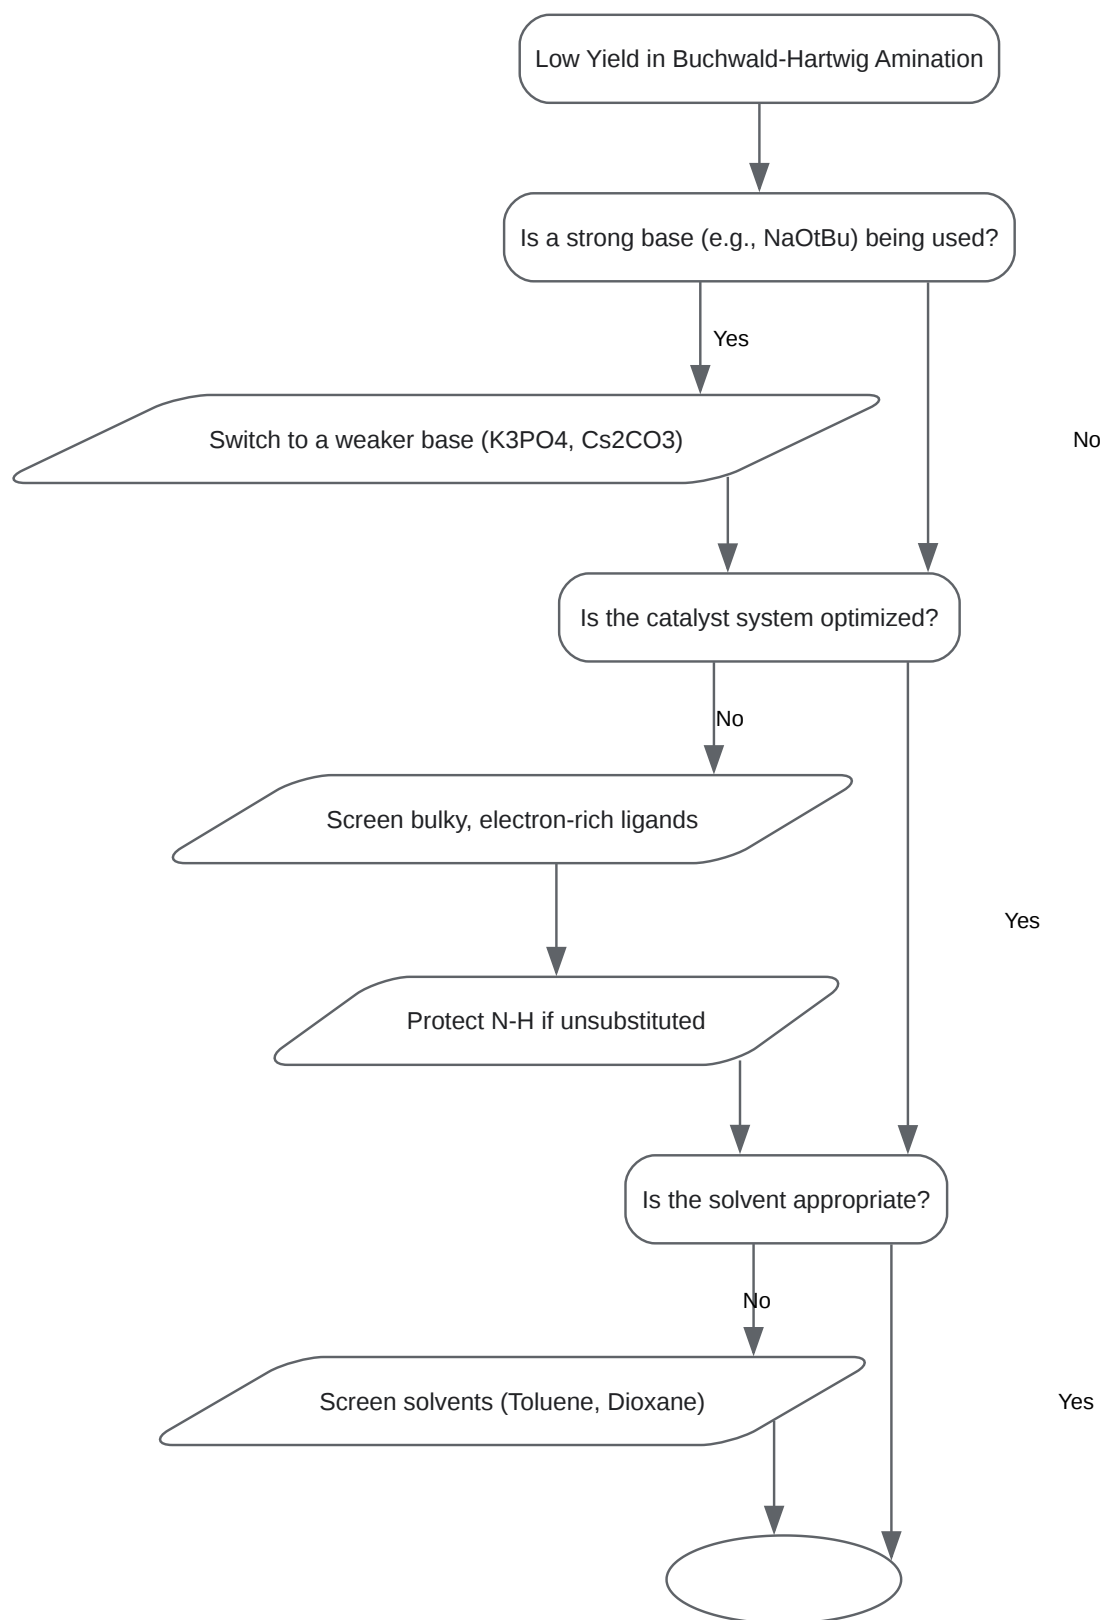 Low Yield in Buchwald-Hartwig Amination
Is a strong base (e.g., NaOtBu) being used?
Yes
Switch to a weaker base (K3PO4, Cs2CO3)
No
Is the catalyst system optimized?
No
Screen bulky, electron-rich ligands
Yes
Protect N-H if unsubstituted
Is the solvent appropriate?
No
Screen solvents (Toluene, Dioxane)
Yes